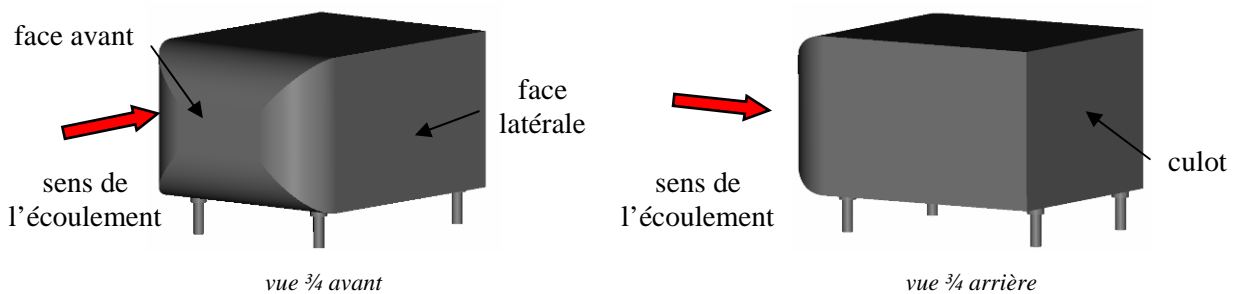 face avant
face
latérale
sens de
l’écoulement
vue ¾ avant
sens de
l’écoulement
culot
vue ¾ arrière